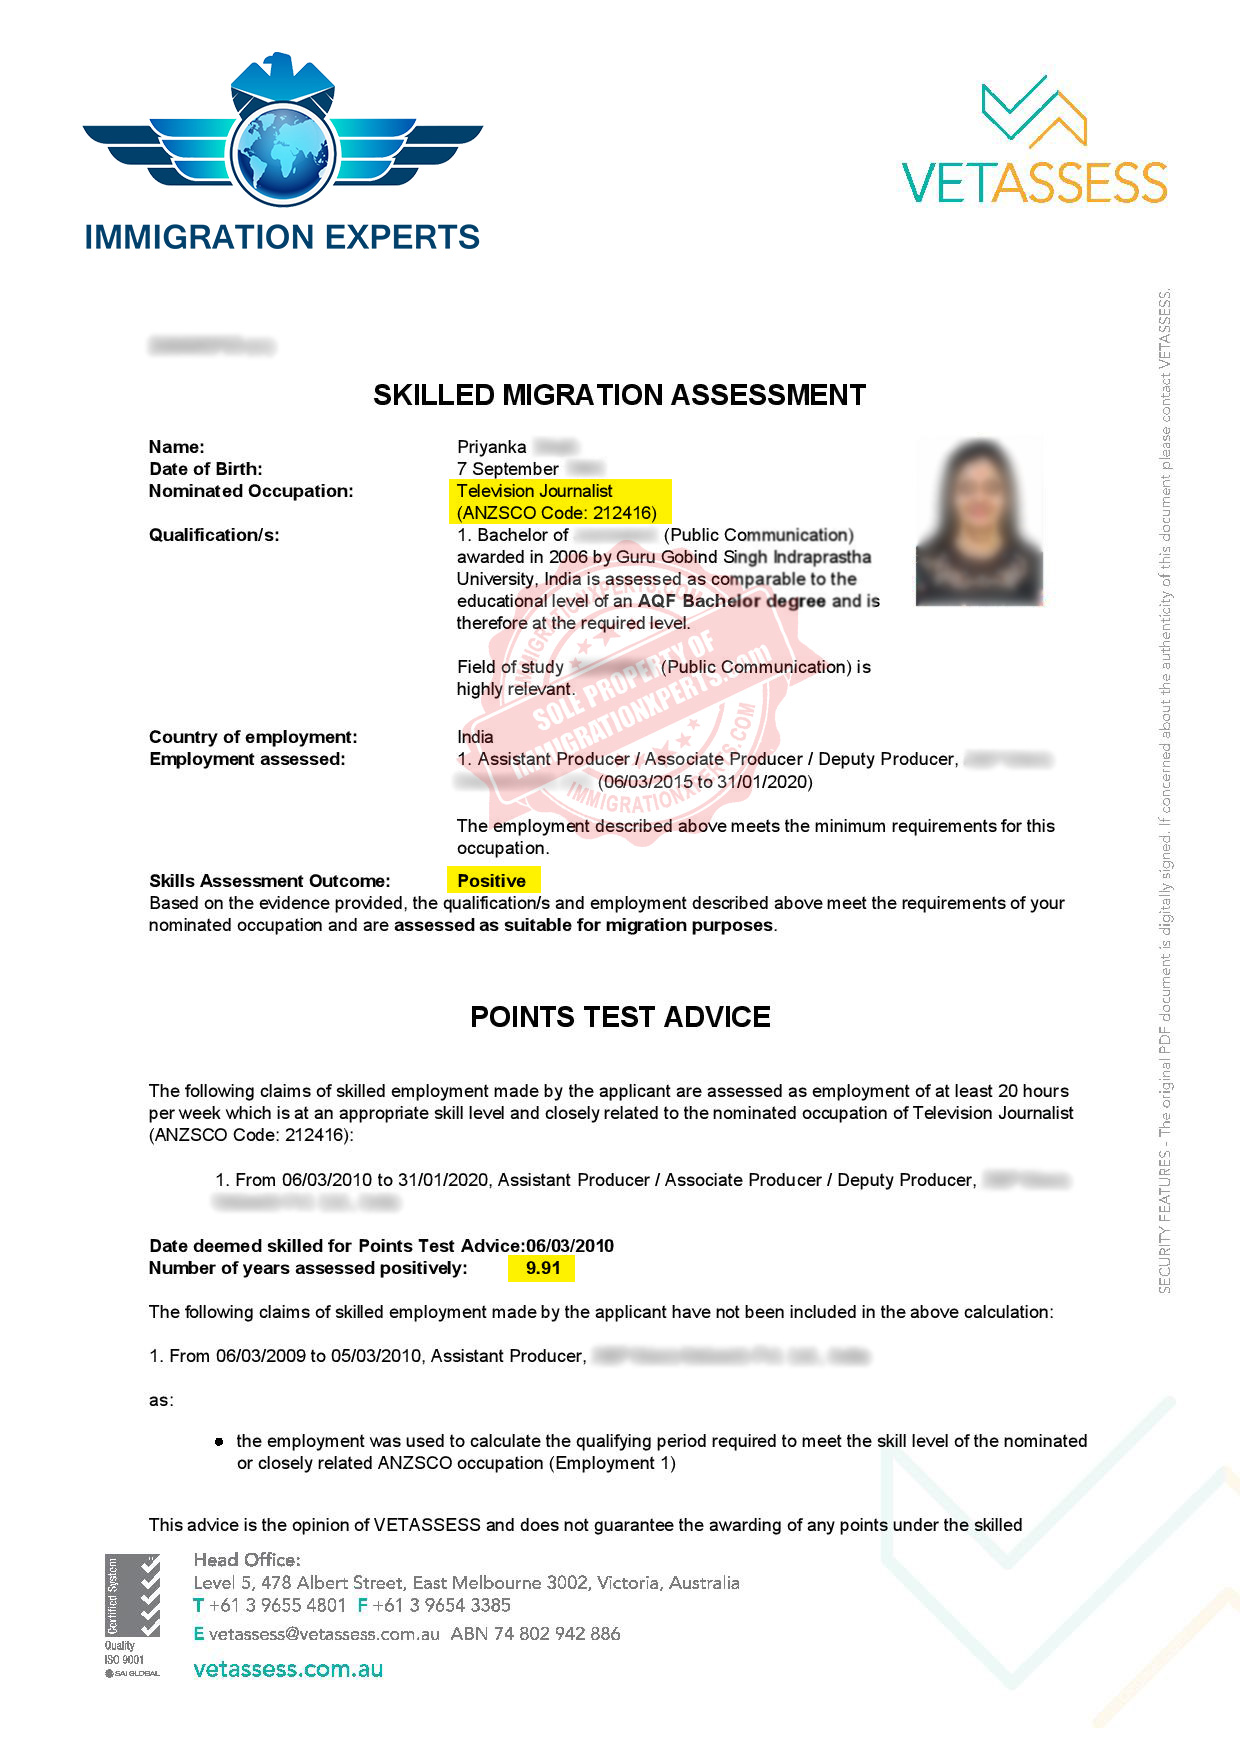 IMMIGRATION EXPERTS
VETASSESS
SKILLED MIGRATION ASSESSMENT
Name: Priyanka
Date of Birth: 7 September
Nominated Occupation: Television Journalist
(ANZSCO Code: 212416)
Qualification/s: 1. Bachelor of (Public Communication)
awarded in 2006 by Guru Gobind Singh Indraprastha
University, India is assessed as comparable to the
educational level of an AQF Bachelor degree and is
therefore at the required level.
Field of study (Public Communication) is
highly relevant.
Country of employment: India
Employment assessed: 1. Assistant Producer / Associate Producer / Deputy Producer,
(06/03/2015 to 31/01/2020)
The employment described above meets the minimum requirements for this
occupation.
IMMIGRATIONXPERTS.COM
SOLE PROPERTY OF
IMMIGRATIONXPERTS.com
IMMIGRATIONXPERTS.COM
Skills Assessment Outcome: Positive
Based on the evidence provided, the qualification/s and employment described above meet the requirements of your
nominated occupation and are assessed as suitable for migration purposes.
POINTS TEST ADVICE
The following claims of skilled employment made by the applicant are assessed as employment of at least 20 hours
per week which is at an appropriate skill level and closely related to the nominated occupation of Television Journalist
(ANZSCO Code: 212416):
1. From 06/03/2010 to 31/01/2020, Assistant Producer / Associate Producer / Deputy Producer,
Date deemed skilled for Points Test Advice:06/03/2010
Number of years assessed positively: 9.91
The following claims of skilled employment made by the applicant have not been included in the above calculation:
1. From 06/03/2009 to 05/03/2010, Assistant Producer,
as:
• the employment was used to calculate the qualifying period required to meet the skill level of the nominated
or closely related ANZSCO occupation (Employment 1)
This advice is the opinion of VETASSESS and does not guarantee the awarding of any points under the skilled
SECURITY FEATURES - The original PDF document is digitally signed. If concerned about the authenticity of this document please contact VETASSESS.
Certified System
Quality
ISO 9001
SAI GLOBAL
Head Office:
Level 5, 478 Albert Street, East Melbourne 3002, Victoria, Australia
T +61 3 9655 4801 F +61 3 9654 3385
E vetassess@vetassess.com.au ABN 74 802 942 886
vetassess.com.au